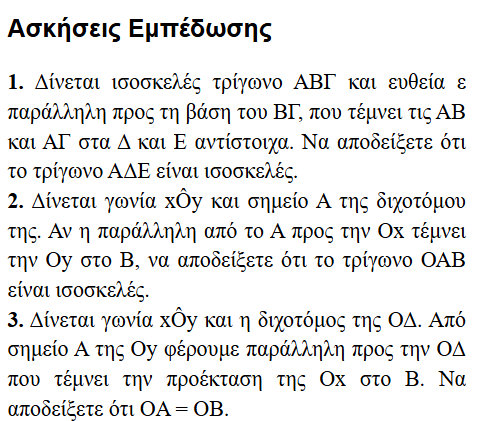 Ασκήσεις Εμπέδωσης
1. Δίνεται ισοσκελές τρίγωνο ΑΒΓ και ευθεία ε
παράλληλη προς τη βάση του ΒΓ, που τέμνει τις ΑΒ
και ΑΓ στα Δ και Ε αντίστοιχα. Να αποδείξετε ότι
το τρίγωνο ΑΔΕ είναι ισοσκελές.
2. Δίνεται γωνία xÔy και σημείο Α της διχοτόμου
της. Αν η παράλληλη από το Α προς την Οx τέμνει
την Οy στο Β, να αποδείξετε ότι το τρίγωνο ΟΑΒ
είναι ισοσκελές.
3. Δίνεται γωνία xÔy και η διχοτόμος της ΟΔ. Από
σημείο Α της Οy φέρουμε παράλληλη προς την ΟΔ
που τέμνει την προέκταση της Οx στο Β. Να
αποδείξετε ότι ΟΑ = ΟΒ.